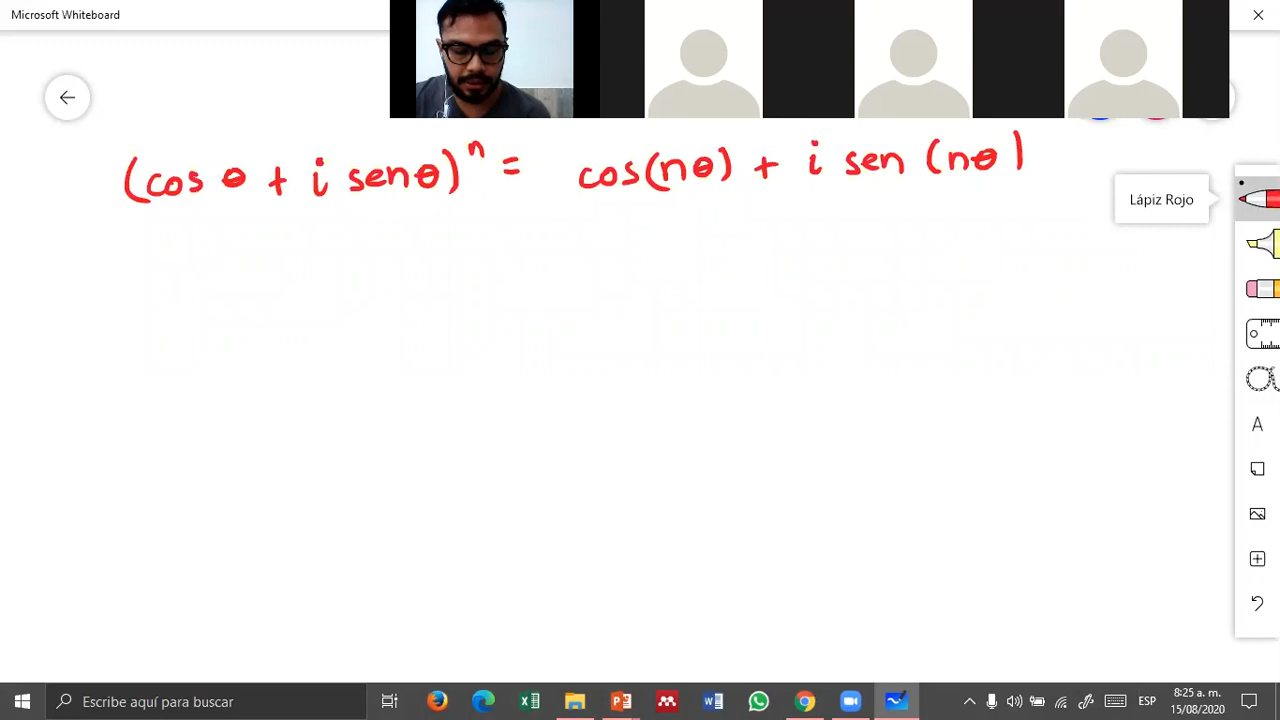 Microsoft Whiteboard
(cos θ + i sen θ)ⁿ = cos(nθ) + i sen (nθ)
Lápiz Rojo
A
Escribe aquí para buscar
ESP
8:25 a. m.
15/08/2020